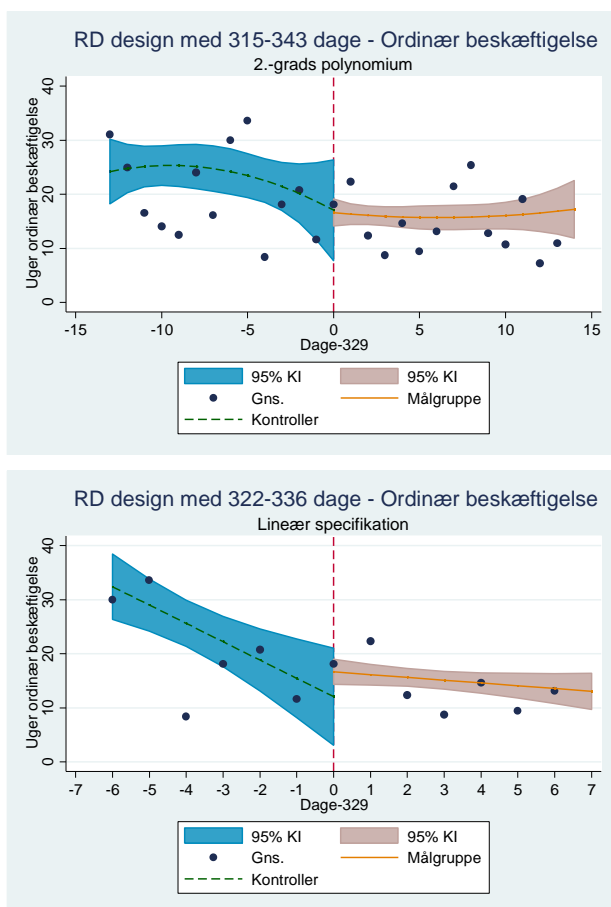 RD design med 315-343 dage - Ordinær beskæftigelse
2.-grads polynomium
Uger ordinær beskæftigelse
40
30
20
10
0
-15 -10 -5 0 5 10 15
Dage-329
95% KI 95% KI
Gns. Målgruppe
Kontroller
RD design med 322-336 dage - Ordinær beskæftigelse
Lineær specifikation
Uger ordinær beskæftigelse
40
30
20
10
0
-7 -6 -5 -4 -3 -2 -1 0 1 2 3 4 5 6 7
Dage-329
95% KI 95% KI
Gns. Målgruppe
Kontroller